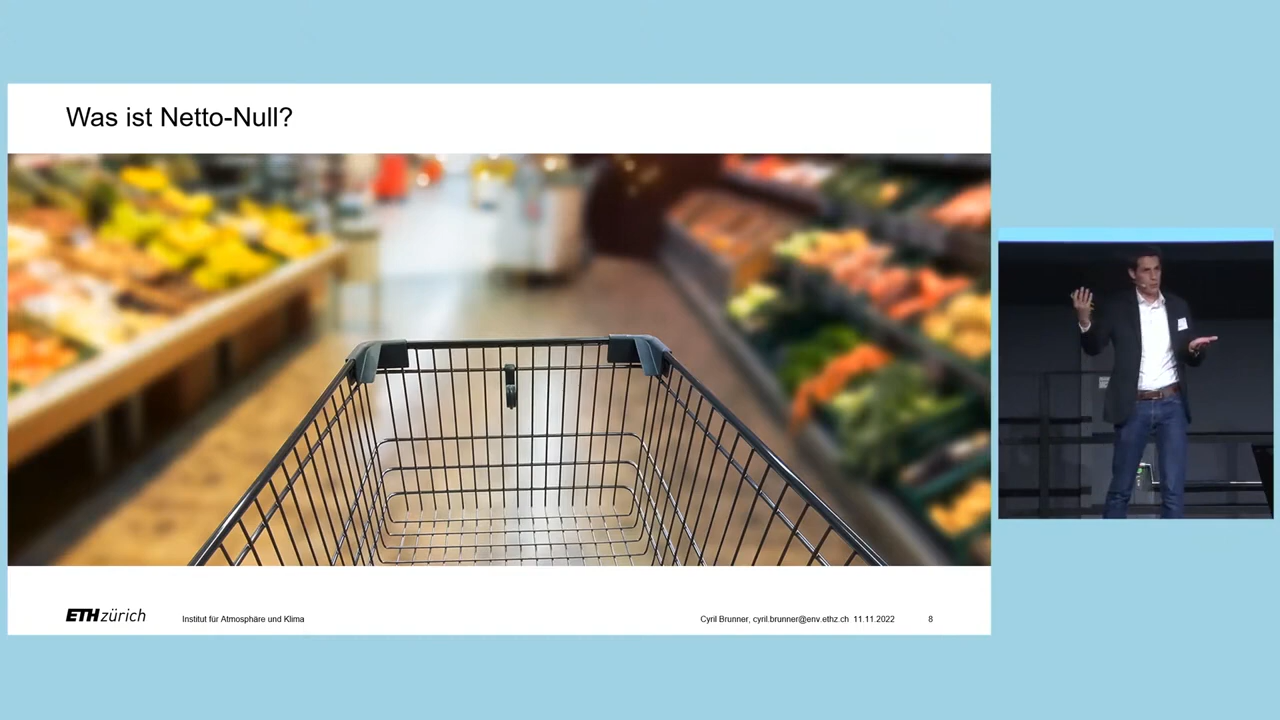 Was ist Netto-Null?
ETH zürich
Institut für Atmosphäre und Klima
Cyril Brunner, cyril.brunner@env.ethz.ch 11.11.2022
8